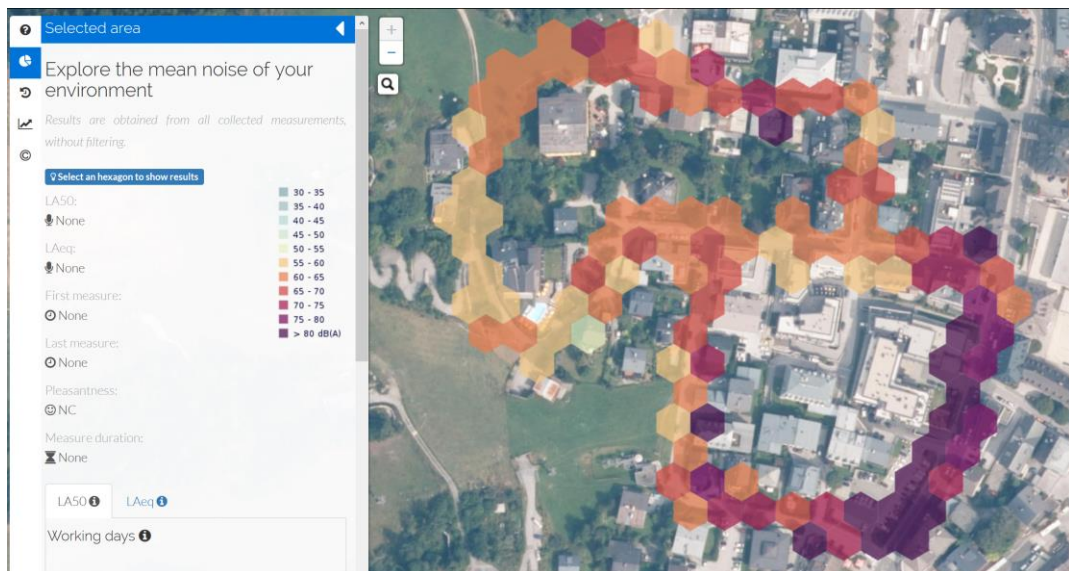 Selected area
Explore the mean noise of your
environment
Results are obtained from all collected measurements,
without filtering.
Select an hexagon to show results
LA50:
None
LAeq:
None
First measure:
None
Last measure:
None
Pleasantness:
NC
Measure duration:
None
30 - 35
35 - 40
40 - 45
45 - 50
50 - 55
55 - 60
60 - 65
65 - 70
70 - 75
75 - 80
> 80 dB(A)
LA50 LAeq
Working days
+
−